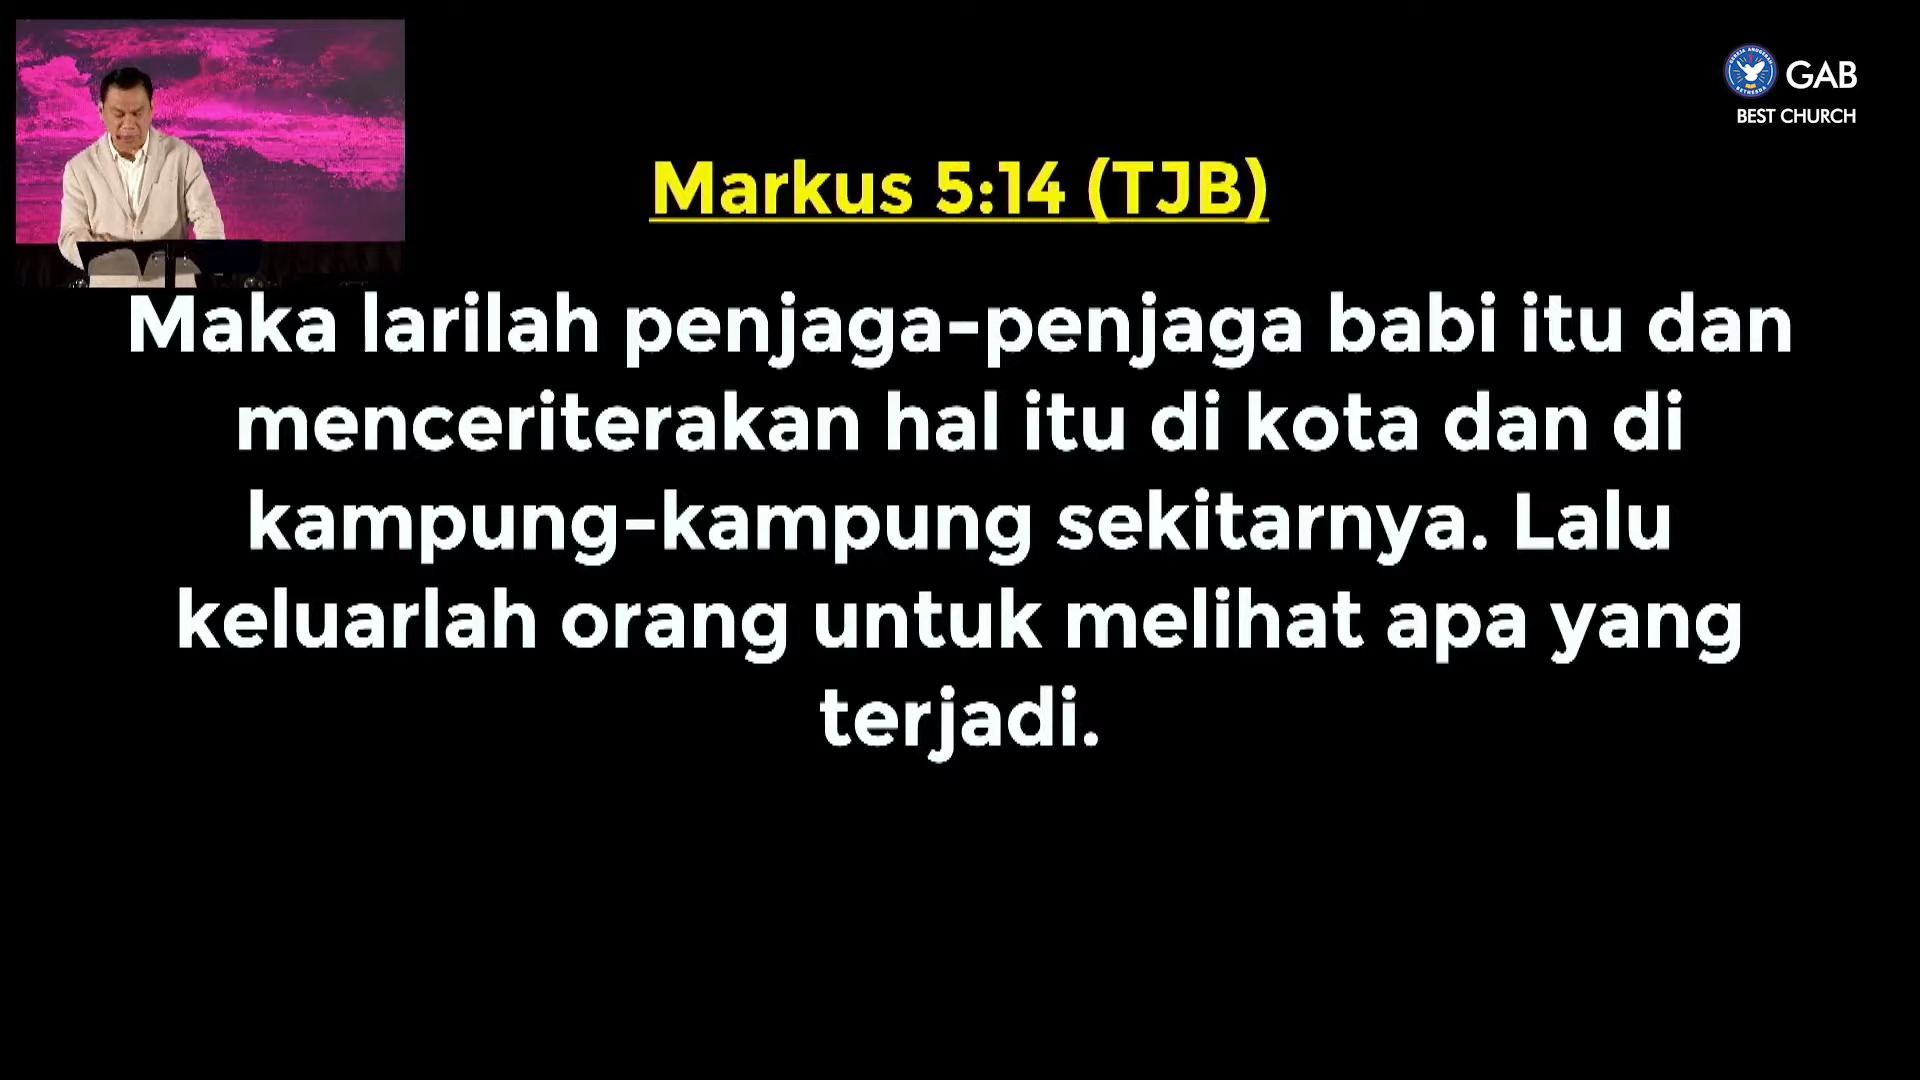 GAB
BEST CHURCH
Markus 5:14 (TJB)
Maka larilah penjaga-penjaga babi itu dan
menceriterakan hal itu di kota dan di
kampung-kampung sekitarnya. Lalu
keluarlah orang untuk melihat apa yang
terjadi.